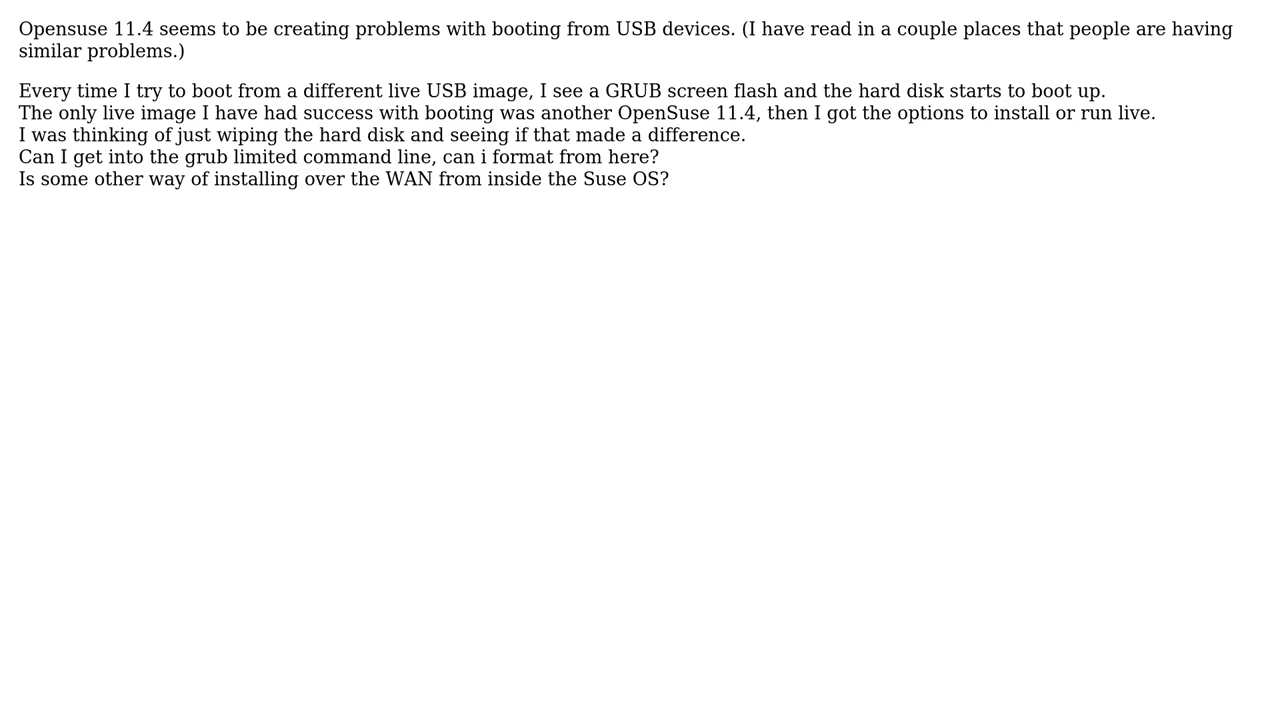 Opensuse 11.4 seems to be creating problems with booting from USB devices. (I have read in a couple places that people are having
similar problems.)
Every time I try to boot from a different live USB image, I see a GRUB screen flash and the hard disk starts to boot up.
The only live image I have had success with booting was another OpenSuse 11.4, then I got the options to install or run live.
I was thinking of just wiping the hard disk and seeing if that made a difference.
Can I get into the grub limited command line, can i format from here?
Is some other way of installing over the WAN from inside the Suse OS?